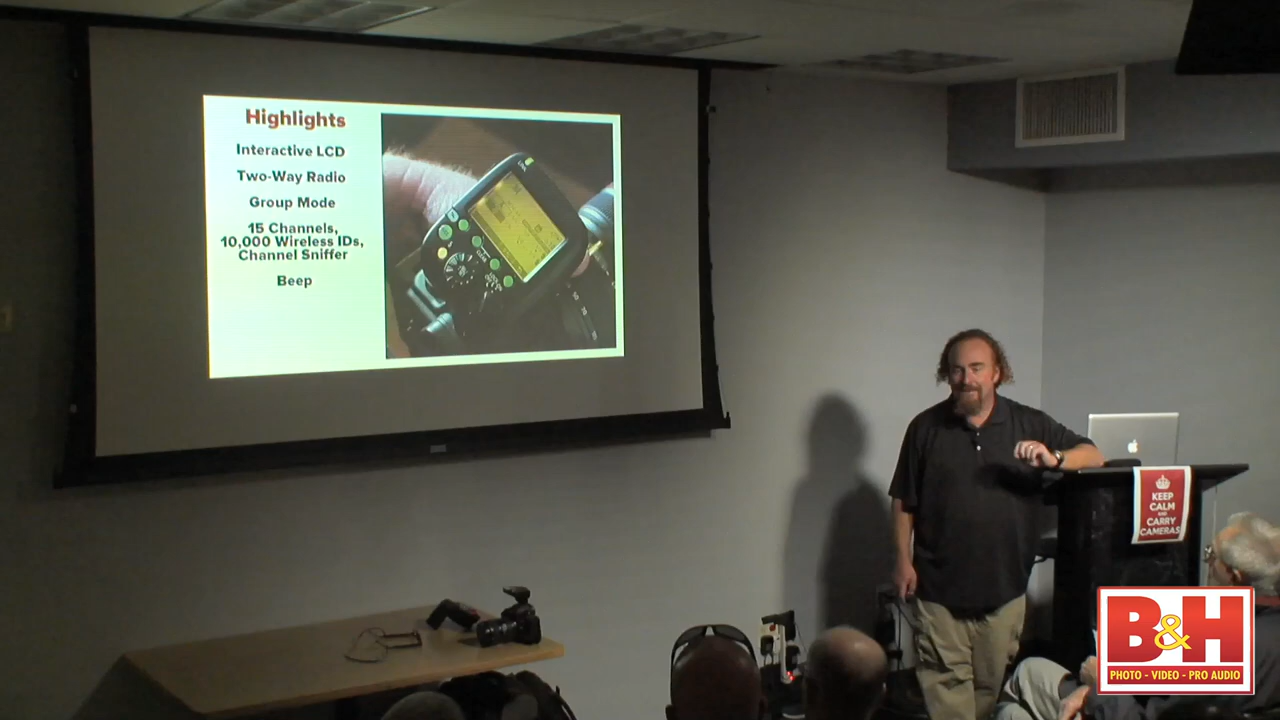 Highlights
Interactive LCD
Two-Way Radio
Group Mode
15 Channels,
10,000 Wireless IDs,
Channel Sniffer
Beep
KEEP
CALM
AND
CARRY
CAMERAS
B&H
PHOTO - VIDEO - PRO AUDIO